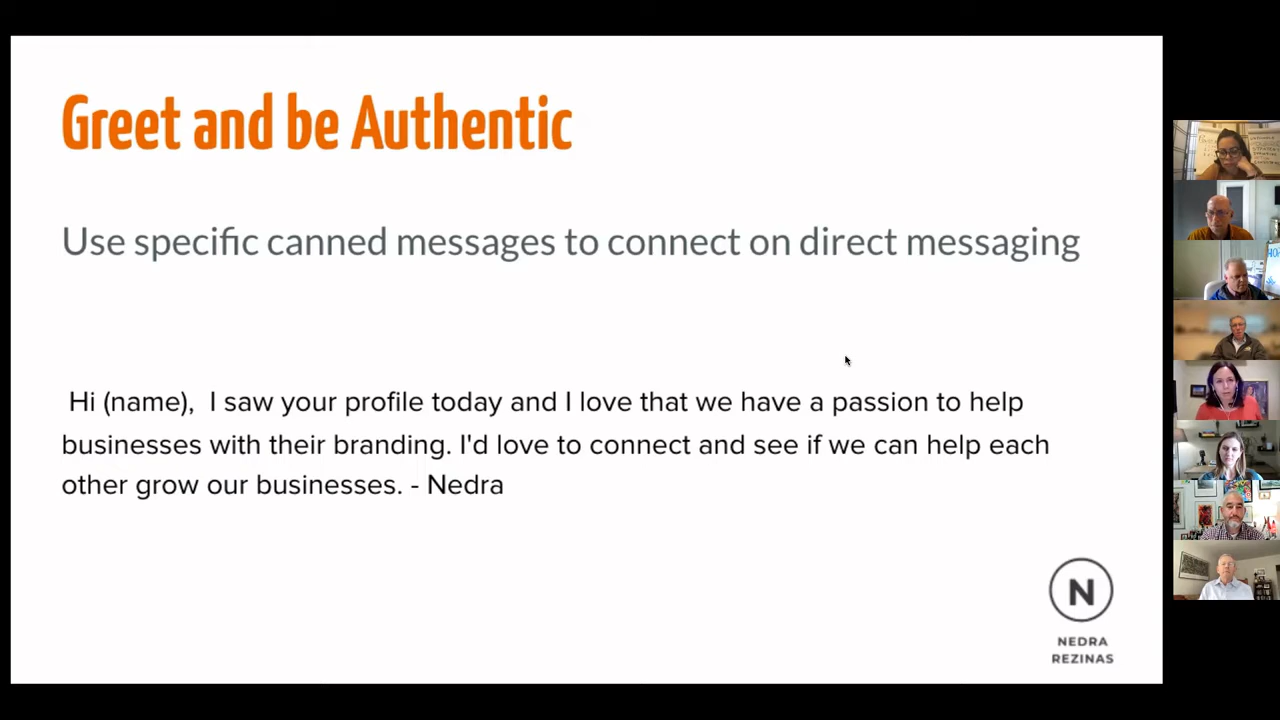 Greet and be Authentic
Use specific canned messages to connect on direct messaging
Hi (name),  I saw your profile today and I love that we have a passion to help
businesses with their branding. I'd love to connect and see if we can help each
other grow our businesses. - Nedra
N
NEDRA
REZINAS